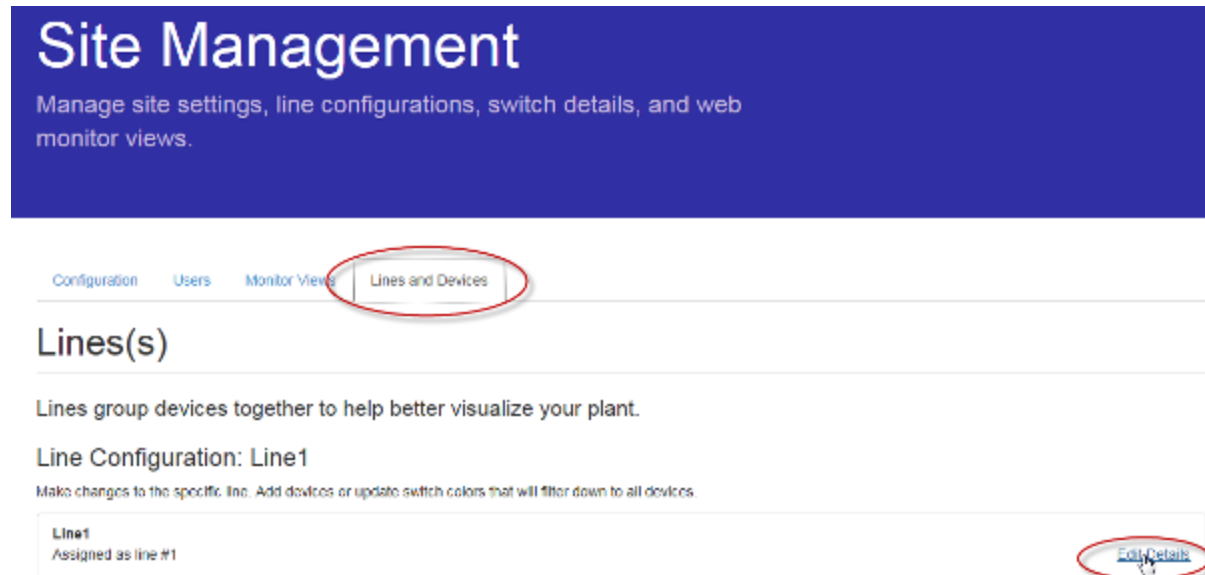 Site Management
Manage site settings, line configurations, switch details, and web
monitor views.
Configuration Users Monitor Views Lines and Devices
Lines(s)
Lines group devices together to help better visualize your plant.
Line Configuration: Line1
Make changes to the specific line. Add devices or update switch colors that will filter down to all devices.
Line1
Assigned as line #1
Edit Details